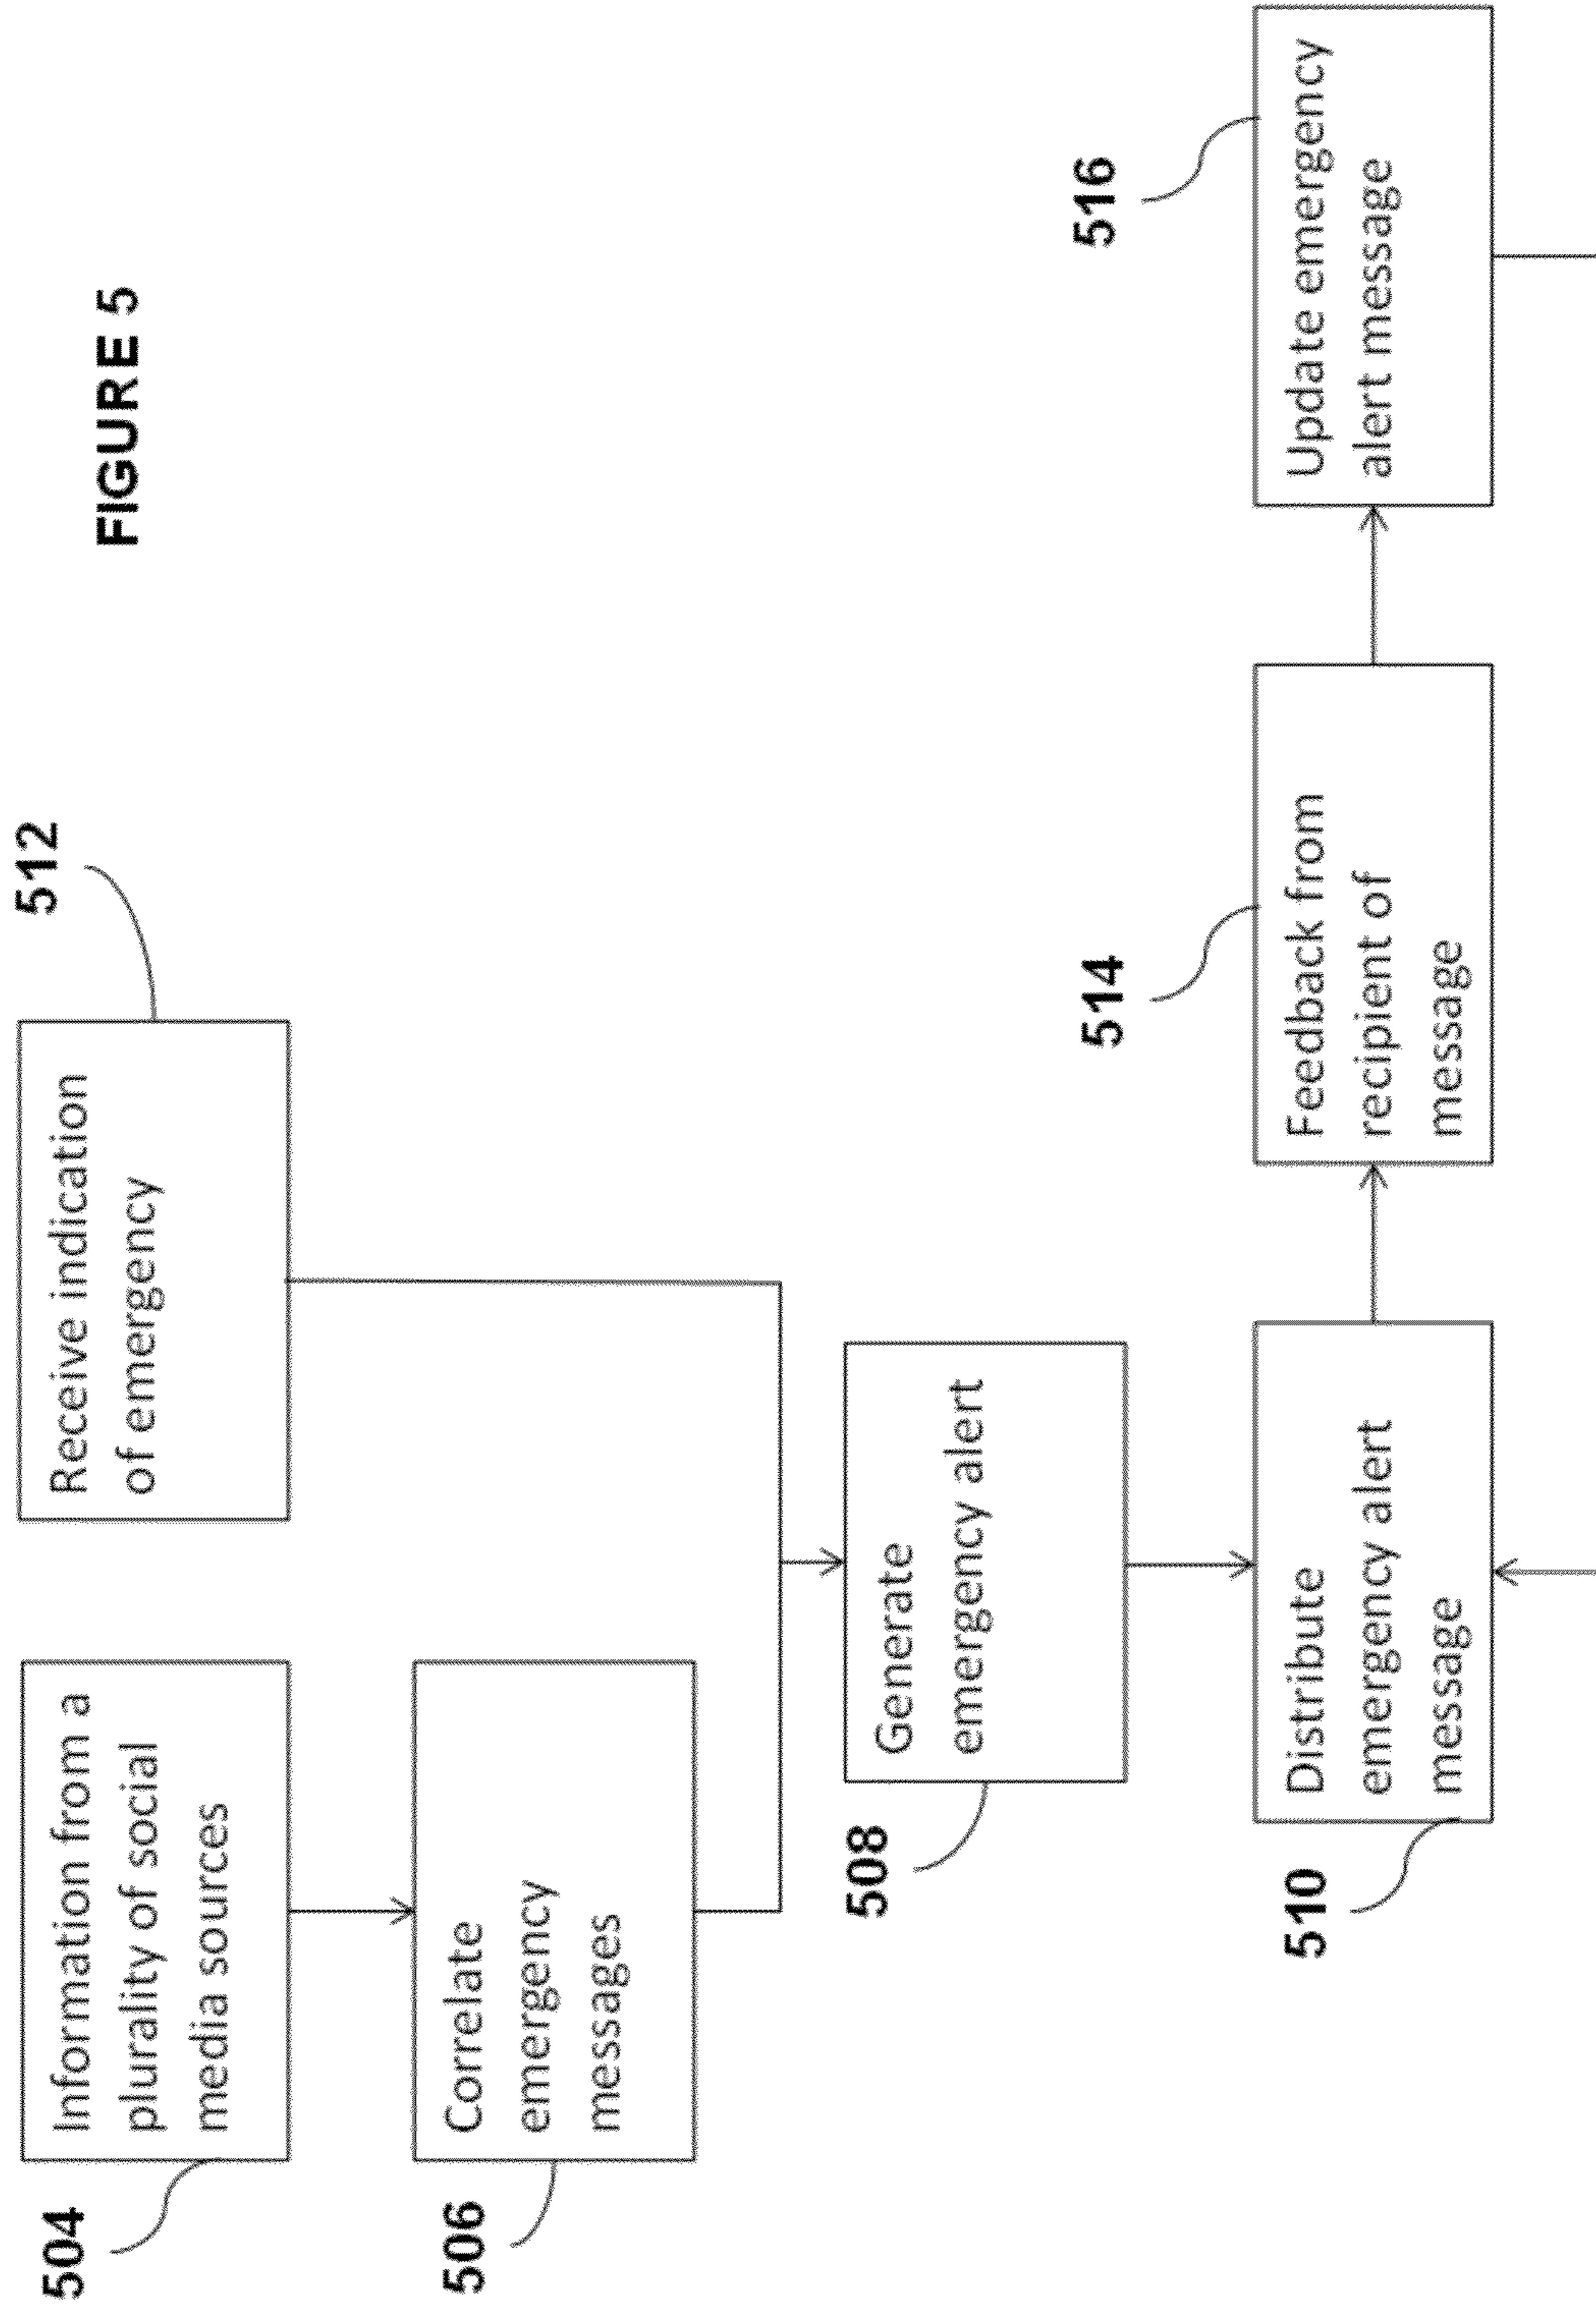 FIGURE 5
504
Information from a
plurality of social
media sources
512
Receive indication
of emergency
506
Correlate
emergency
messages
508
Generate
emergency alert
510
Distribute
emergency alert
message
514
Feedback from
recipient of
message
516
Update emergency
alert message